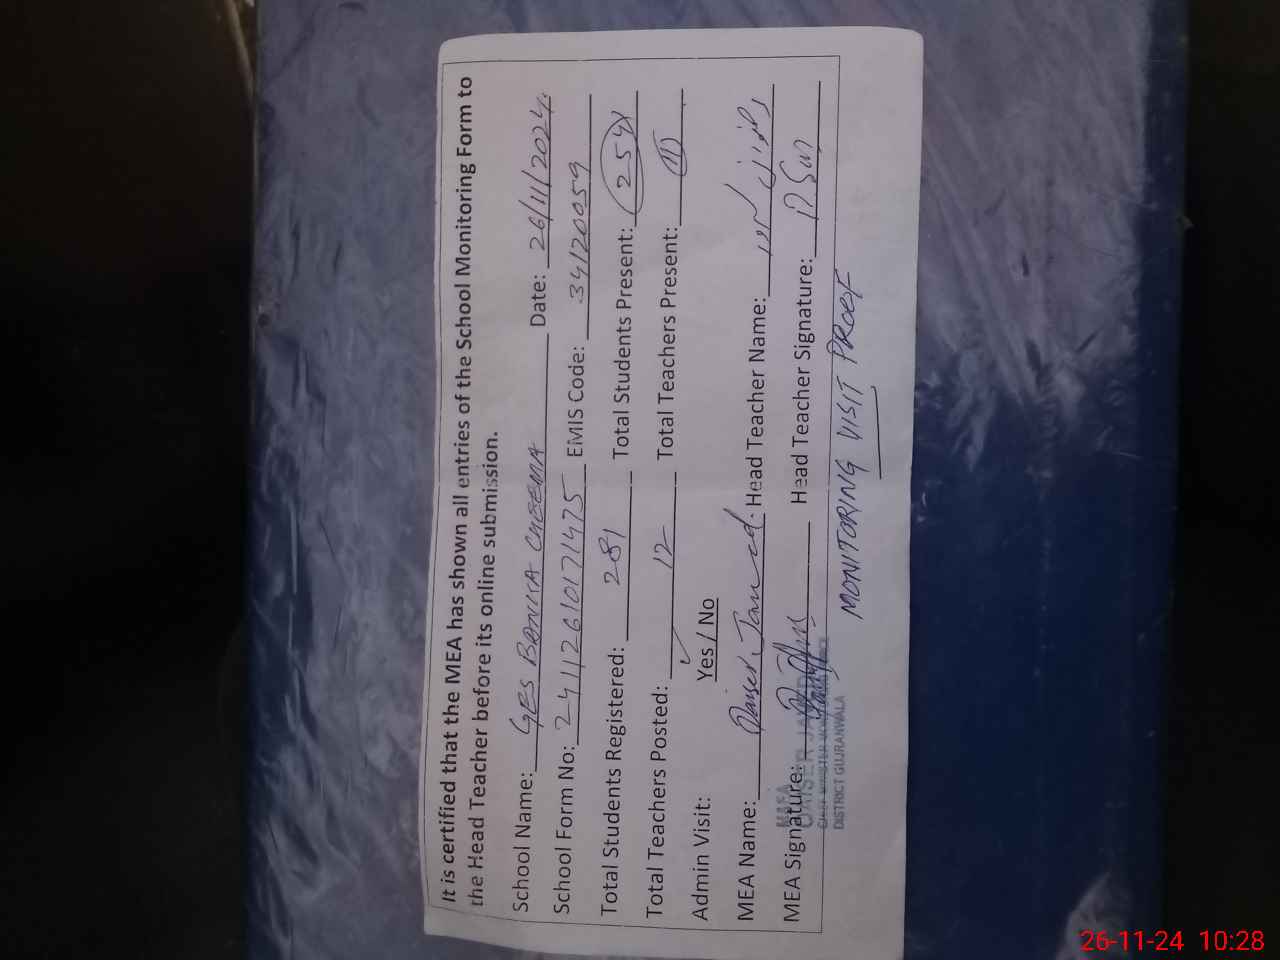 It is certified that the MEA has shown all entries of the School Monitoring Form to
the Head Teacher before its online submission.
School Name: GES BANKA CHEEMA Date: 26/11/2024
School Form No: 24112610171475 EMIS Code: 34120059
Total Students Registered: 281 Total Students Present: 254
Total Teachers Posted: 12 Total Teachers Present: 11
Admin Visit: Yes / No
MEA Name: Qaiser Javed Head Teacher Name:
MEA Signature: Head Teacher Signature:
QAISER JAVED
DISTRICT GUJRANWALA
MONITORING VISIT PROOF
26-11-24 10:28